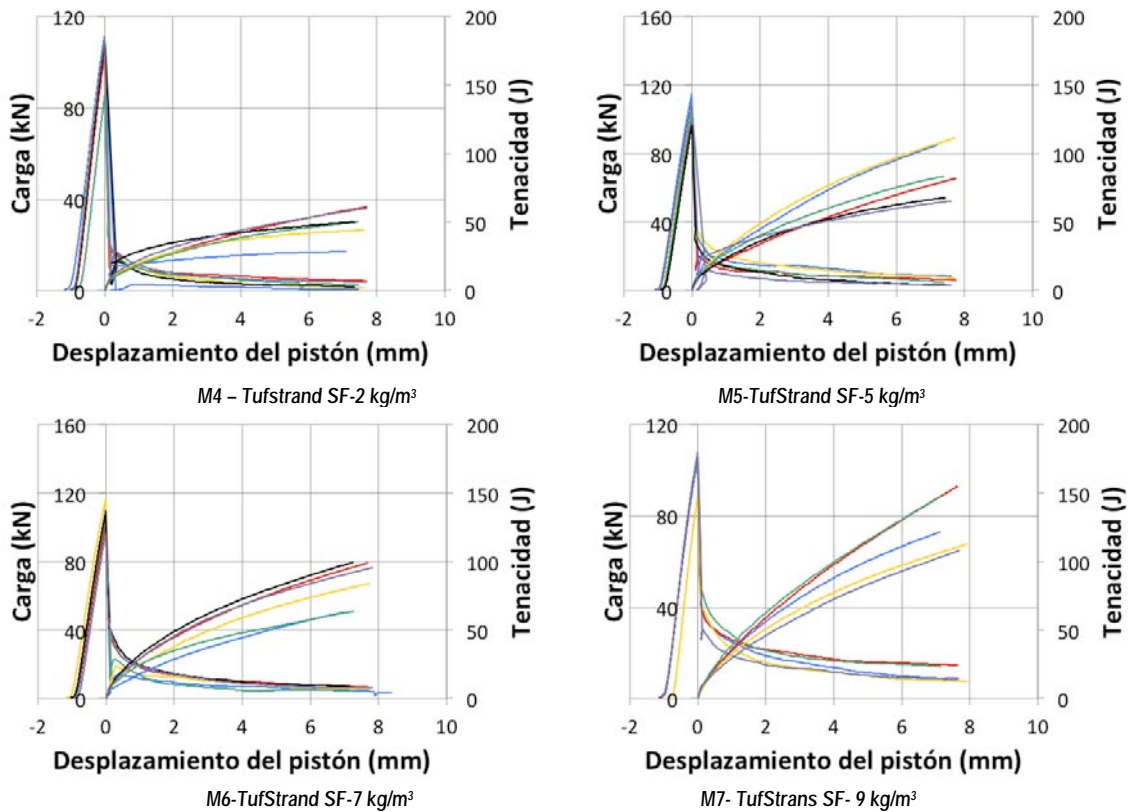 120
80
40
0
200
150
100
50
0
-2 0 2 4 6 8 10
Carga (kN)
Tenacidad (J)
Desplazamiento del pistón (mm)
M4 – Tufstrand SF-2 kg/m³
160
120
80
40
0
200
150
100
50
0
-2 0 2 4 6 8 10
Carga (kN)
Tenacidad (J)
Desplazamiento del pistón (mm)
M5-TufStrand SF-5 kg/m³
160
120
80
40
0
200
150
100
50
0
-2 0 2 4 6 8 10
Carga (kN)
Tenacidad (J)
Desplazamiento del pistón (mm)
M6-TufStrand SF-7 kg/m³
120
80
40
0
200
150
100
50
0
-2 0 2 4 6 8 10
Carga (kN)
Tenacidad (J)
Desplazamiento del pistón (mm)
M7- TufStrans SF- 9 kg/m³